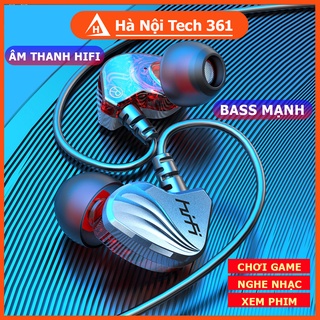 Hà Nội Tech 361
ÂM THANH HIFI
BASS MẠNH
HiFi
CHƠI GAME
NGHE NHẠC
XEM PHIM